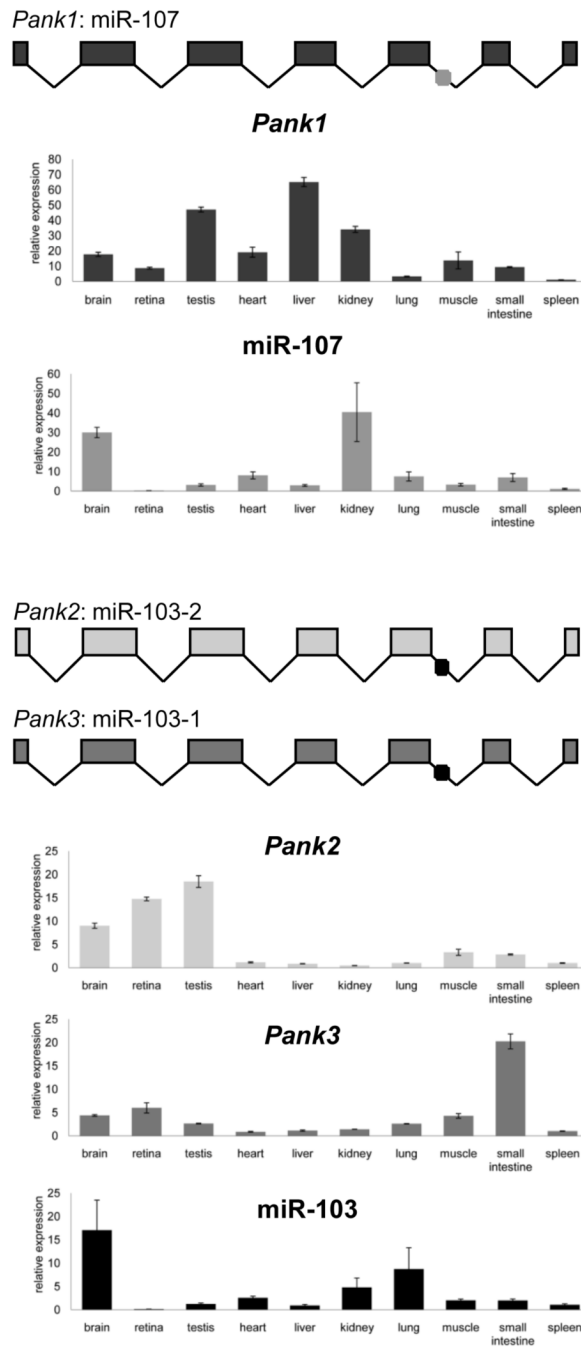 Pank1: miR-107
Pank1
relative expression
80
70
60
50
40
30
20
10
0
brain retina testis heart liver kidney lung muscle small intestine spleen
miR-107
relative expression
60
50
40
30
20
10
0
brain retina testis heart liver kidney lung muscle small intestine spleen
Pank2: miR-103-2
Pank3: miR-103-1
Pank2
relative expression
25
20
15
10
5
0
brain retina testis heart liver kidney lung muscle small intestine spleen
Pank3
relative expression
25
20
15
10
5
0
brain retina testis heart liver kidney lung muscle small intestine spleen
miR-103
relative expression
25
20
15
10
5
0
brain retina testis heart liver kidney lung muscle small intestine spleen